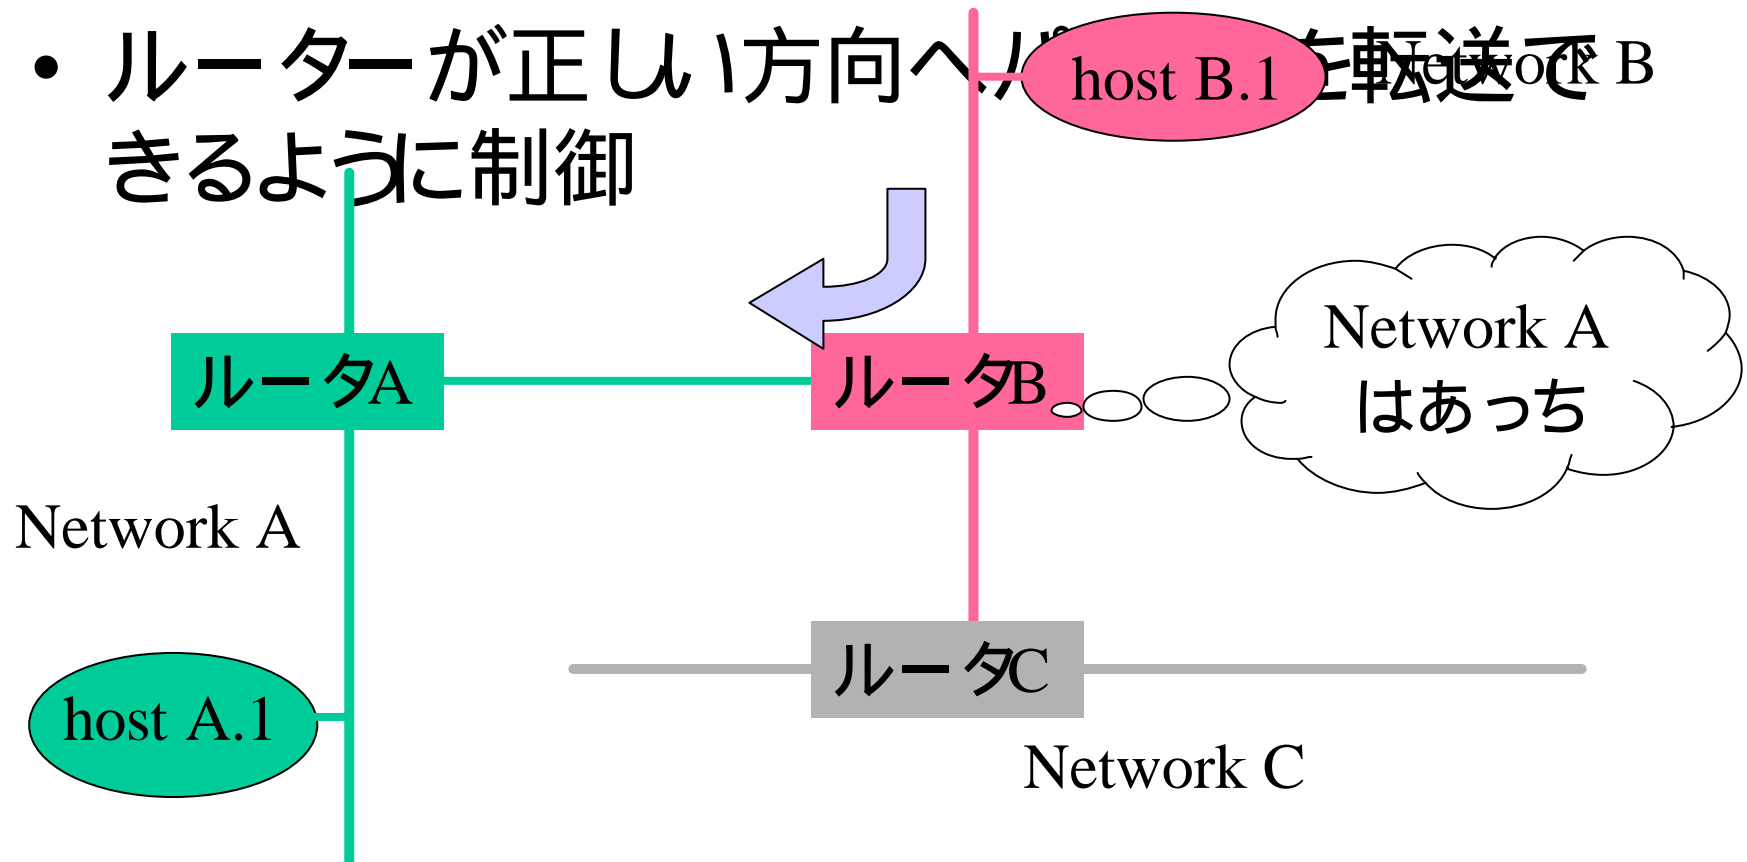 • ルーターが正しい方向へパ を転送で
きるように制御
host B.1
Network B
Network A
はあっち
ルータA
ルータB
Network A
ルータC
host A.1
Network C